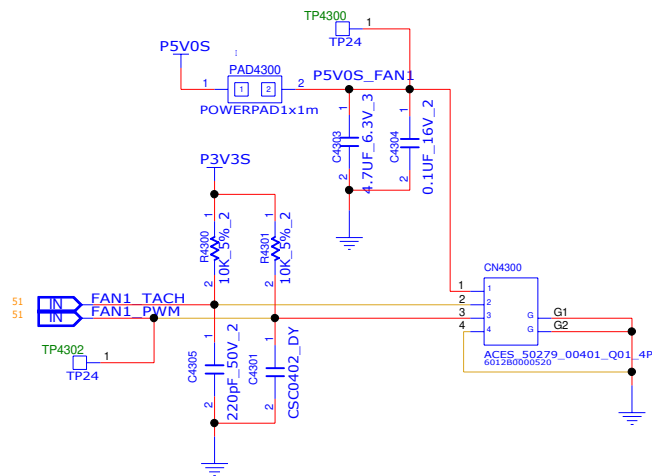 TP4300
1
TP24
P5V0S
PAD4300
1
1
2
2
POWERPAD1x1m
P5V0S_FAN1
1
C4303
4.7UF_6.3V_3
2
1
C4304
0.1UF_16V_2
2
P3V3S
1
R4300
10K_5%_2
2
1
R4301
10K_5%_2
2
51
IN
FAN1_TACH
51
IN
FAN1_PWM
TP4302
1
TP24
1
C4305
220pF_50V_2
2
1
C4301
CSC0402_DY
2
CN4300
1
1
2
2
3
3
4
4
G
G1
G
G2
ACES_50279_00401_Q01_4P
6012B0000520